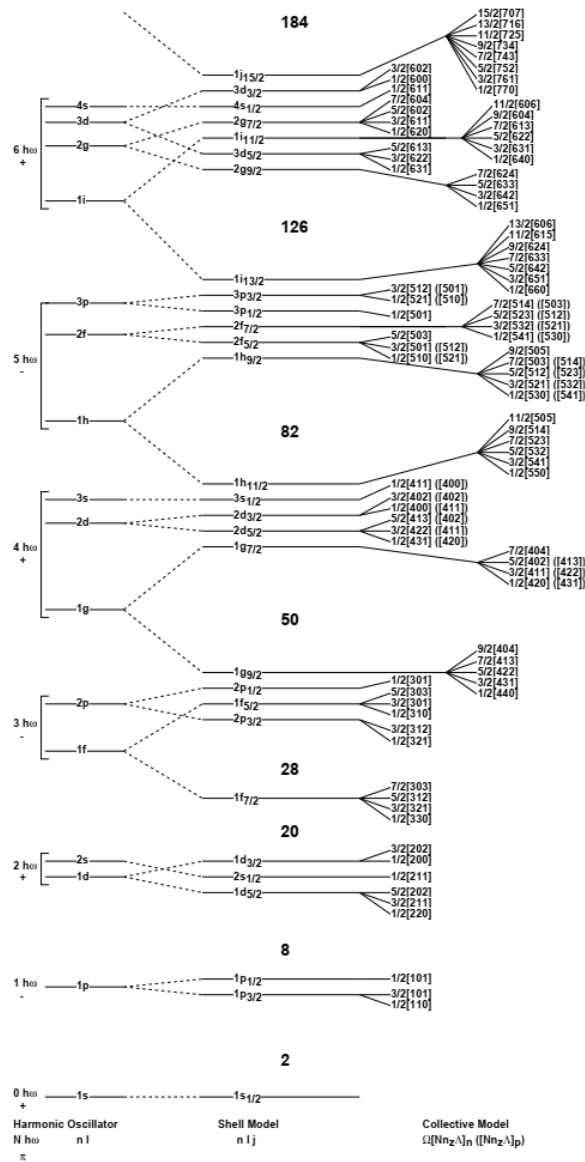 184
15/2[707]
13/2[716]
11/2[725]
9/2[734]
7/2[743]
5/2[752]
3/2[761]
1/2[770]
1j15/2
3d3/2
3/2[602]
1/2[600]
4s
4s1/2
1/2[611]
3d
2g7/2
7/2[604]
5/2[602]
3/2[611]
1/2[620]
1i11/2
11/2[606]
9/2[604]
7/2[613]
5/2[622]
3/2[631]
1/2[640]
2g
6 hω
+
3d5/2
5/2[613]
3/2[622]
1/2[631]
2g9/2
7/2[624]
5/2[633]
3/2[642]
1/2[651]
1i
126
13/2[606]
11/2[615]
9/2[624]
7/2[633]
5/2[642]
3/2[651]
1/2[660]
1i13/2
3p
3p3/2
3/2[512] ([501])
1/2[521] ([510])
3p1/2
1/2[501]
2f
2f7/2
7/2[514] ([503])
5/2[523] ([512])
3/2[532] ([521])
1/2[541] ([530])
2f5/2
5/2[503]
3/2[501] ([512])
1/2[510] ([521])
5 hω
-
1h9/2
9/2[505]
7/2[503] ([514])
5/2[512] ([523])
3/2[521] ([532])
1/2[530] ([541])
1h
82
11/2[505]
9/2[514]
7/2[523]
5/2[532]
3/2[541]
1/2[550]
1h11/2
3s
3s1/2
1/2[411] ([400])
2d
2d3/2
3/2[402] ([402])
1/2[400] ([411])
2d5/2
5/2[413] ([402])
3/2[422] ([411])
1/2[431] ([420])
4 hω
+
1g7/2
7/2[404]
5/2[402] ([413])
3/2[411] ([422])
1/2[420] ([431])
1g
50
9/2[404]
7/2[413]
5/2[422]
3/2[431]
1/2[440]
1g9/2
2p
2p1/2
1/2[301]
1f5/2
5/2[303]
3/2[301]
1/2[310]
3 hω
-
2p3/2
3/2[312]
1/2[321]
1f
28
1f7/2
7/2[303]
5/2[312]
3/2[321]
1/2[330]
20
2 hω
+
2s
1d3/2
3/2[202]
1/2[200]
1d
2s1/2
1/2[211]
1d5/2
5/2[202]
3/2[211]
1/2[220]
8
1 hω
-
1p
1p1/2
1/2[101]
1p3/2
3/2[101]
1/2[110]
2
0 hω
+
1s
1s1/2
Harmonic Oscillator
N hω n l
π
Shell Model
n l j
Collective Model
Ω[NnzΛ]n ([NnzΛ]p)